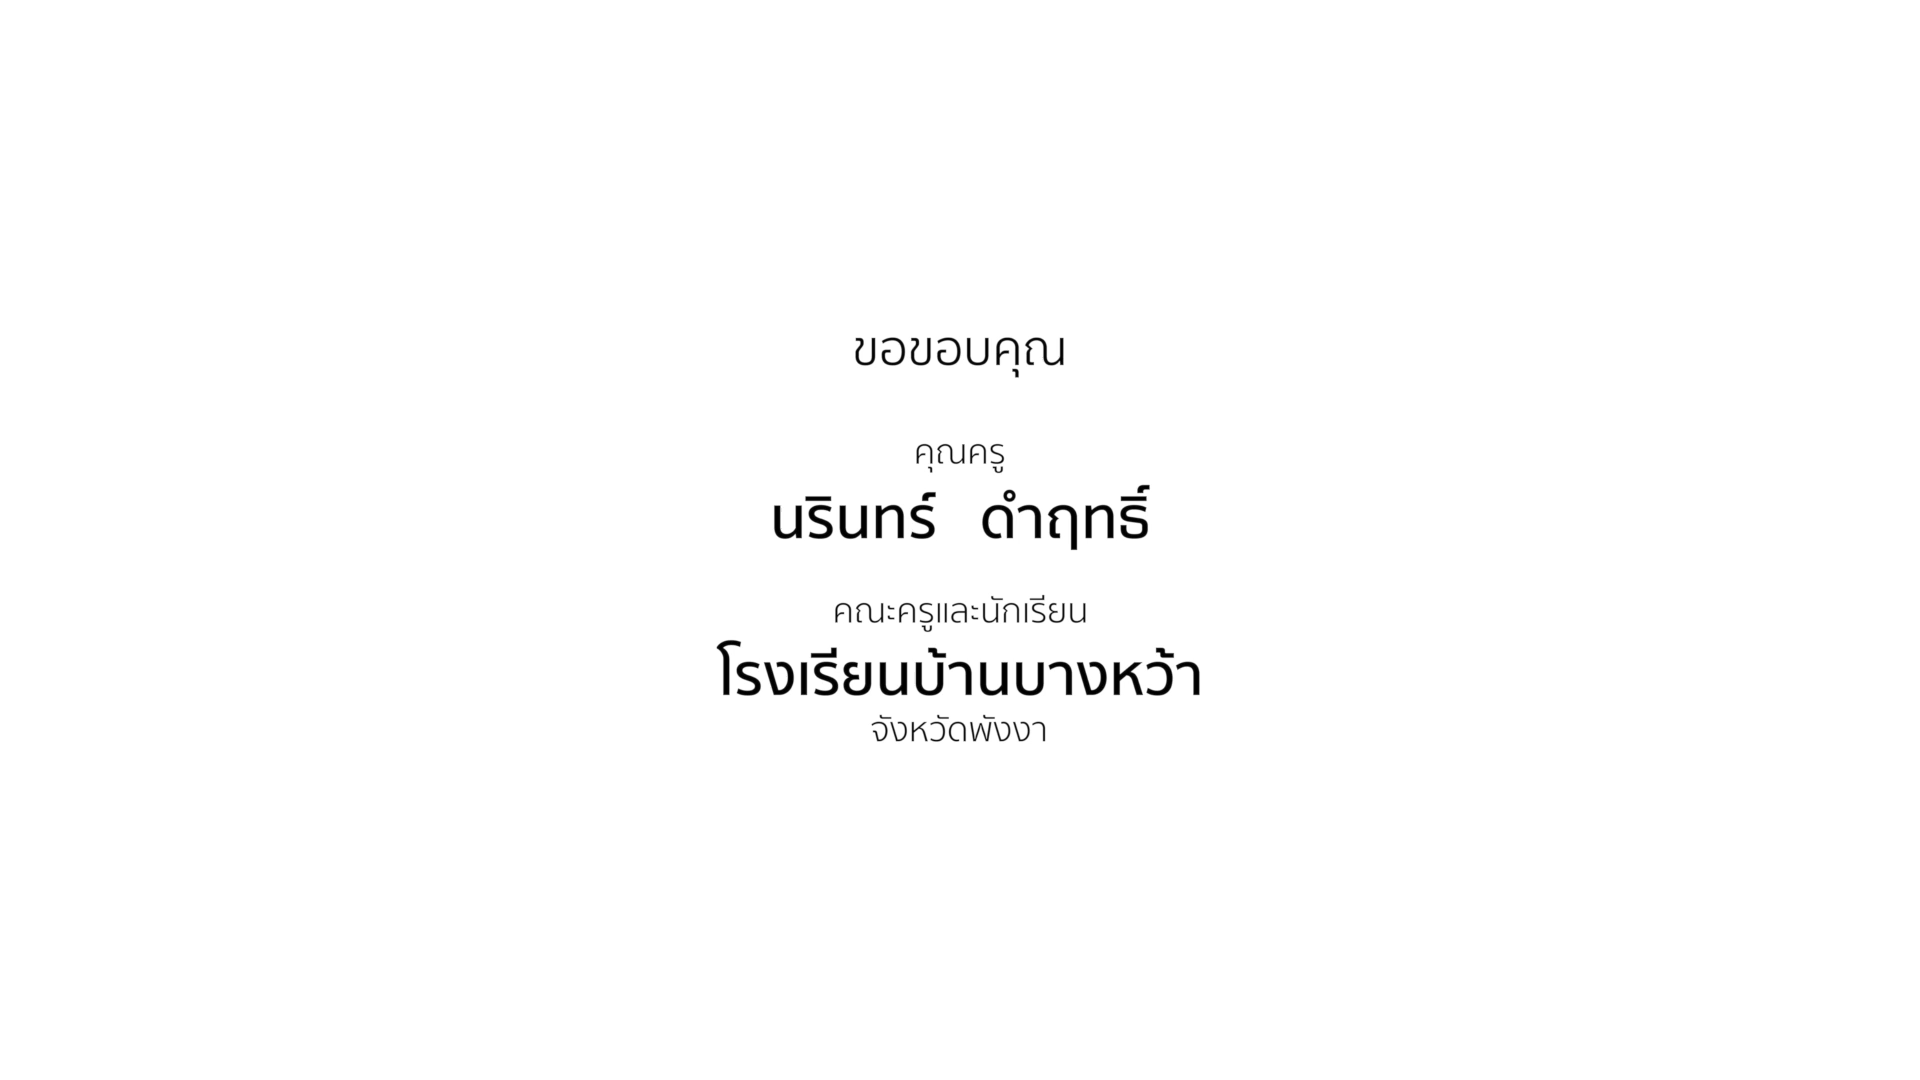 ขอขอบคุณ
คุณครู
นรินทร์ ดำฤทธิ์
คณะครูและนักเรียน
โรงเรียนบ้านบางหว้า
จังหวัดพังงา